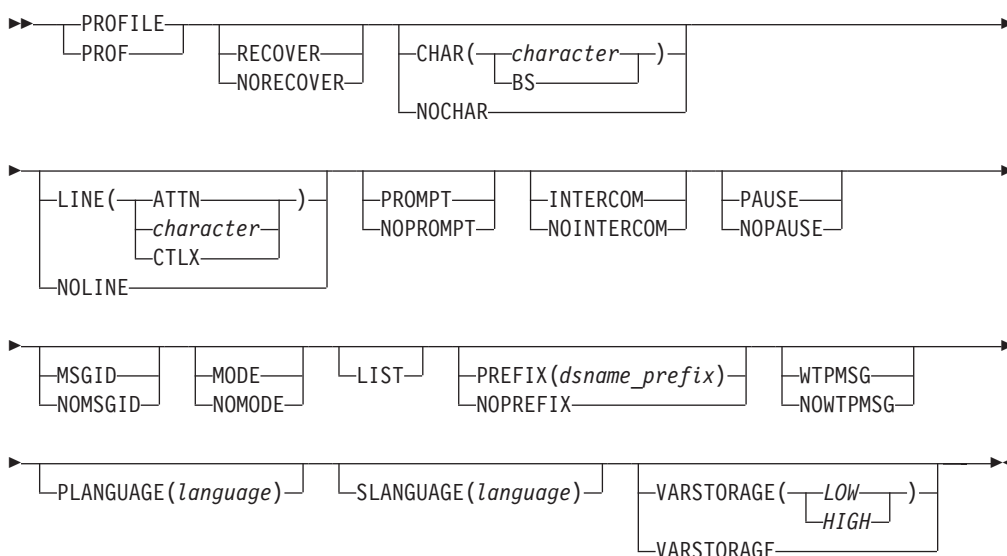 PROFILE
PROF
RECOVER
NORECOVER
CHAR( character )
BS
NOCHAR
LINE( ATTN )
character
CTLX
NOLINE
PROMPT
NOPROMPT
INTERCOM
NOINTERCOM
PAUSE
NOPAUSE
MSGID
NOMSGID
MODE
NOMODE
LIST
PREFIX(dsname_prefix)
NOPREFIX
WTPMSG
NOWTPMSG
PLANGUAGE(language)
SLANGUAGE(language)
VARSTORAGE( LOW )
HIGH
VARSTORAGE